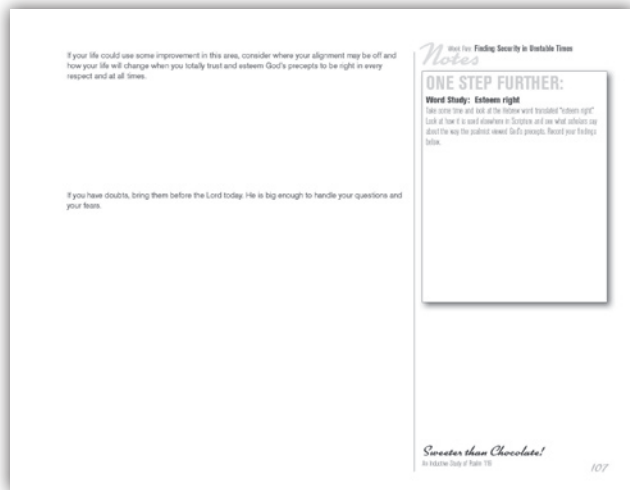 If your life could use some improvement in this area, consider where your alignment may be off and
how your life will change when you totally trust and esteem God's precepts to be right in every
respect and at all times.
If you have doubts, bring them before the Lord today. He is big enough to handle your questions and
your fears.
Notes
Finding Security in Unstable Times
ONE STEP FURTHER:
Word Study: Esteem right
Take some time and look at the Hebrew word translated "esteem right".
Look at how it is used elsewhere in Scripture and see what scholars say
about the way the psalmist viewed God's precepts. Record your findings
below.
Sweeter than Chocolate!
An Inductive Study of Psalm 119
107